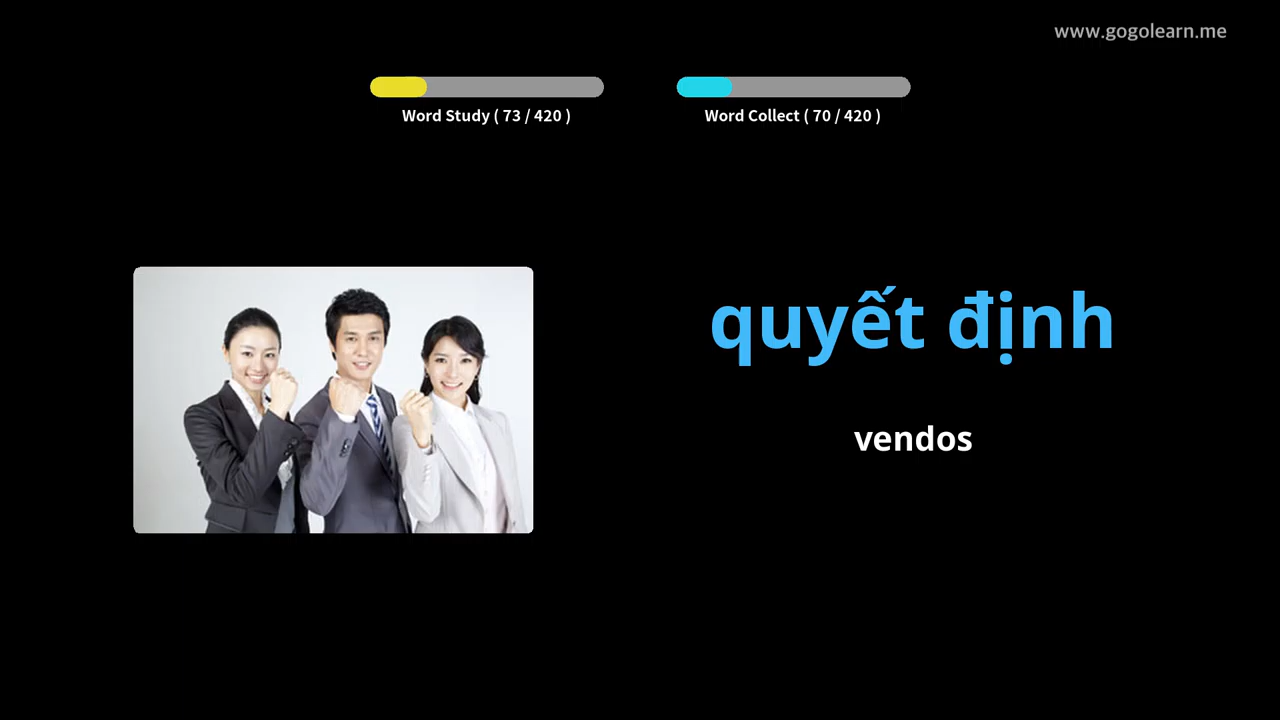 www.gogolearn.me
Word Study ( 73 / 420 )
Word Collect ( 70 / 420 )
quyết định
vendos